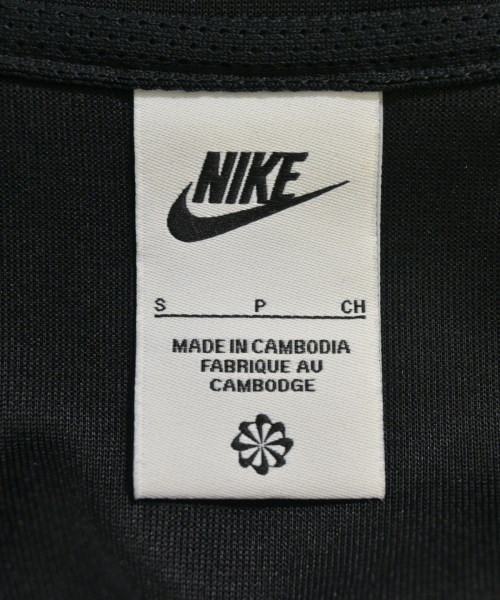 NIKE
S P CH
MADE IN CAMBODIA
FABRIQUE AU
CAMBODGE